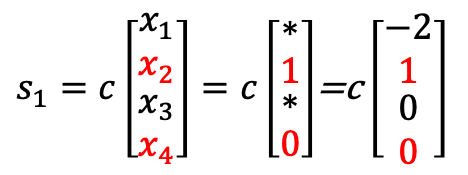 s₁ = c [x₁ x₂ x₃ x₄] = c [* 1 * 0] = c [−2 1 0 0]